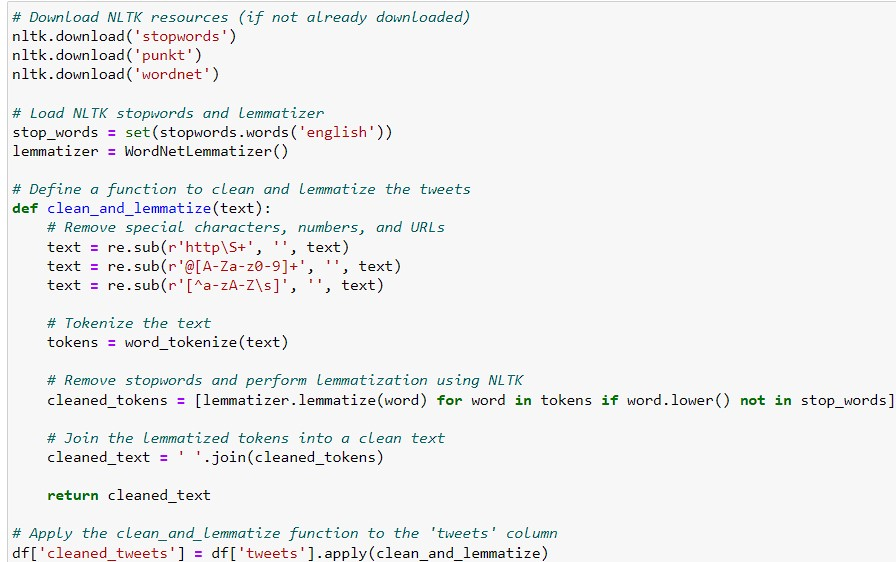 # Download NLTK resources (if not already downloaded)
nltk.download('stopwords')
nltk.download('punkt')
nltk.download('wordnet')
# Load NLTK stopwords and lemmatizer
stop_words = set(stopwords.words('english'))
lemmatizer = WordNetLemmatizer()
# Define a function to clean and lemmatize the tweets
def clean_and_lemmatize(text):
    # Remove special characters, numbers, and URLs
    text = re.sub(r'http\S+', '', text)
    text = re.sub(r'@[A-Za-z0-9]+', '', text)
    text = re.sub(r'[^a-zA-Z\s]', '', text)
    # Tokenize the text
    tokens = word_tokenize(text)
    # Remove stopwords and perform lemmatization using NLTK
    cleaned_tokens = [lemmatizer.lemmatize(word) for word in tokens if word.lower() not in stop_words]
    # Join the lemmatized tokens into a clean text
    cleaned_text = ' '.join(cleaned_tokens)
    return cleaned_text
# Apply the clean_and_lemmatize function to the 'tweets' column
df['cleaned_tweets'] = df['tweets'].apply(clean_and_lemmatize)